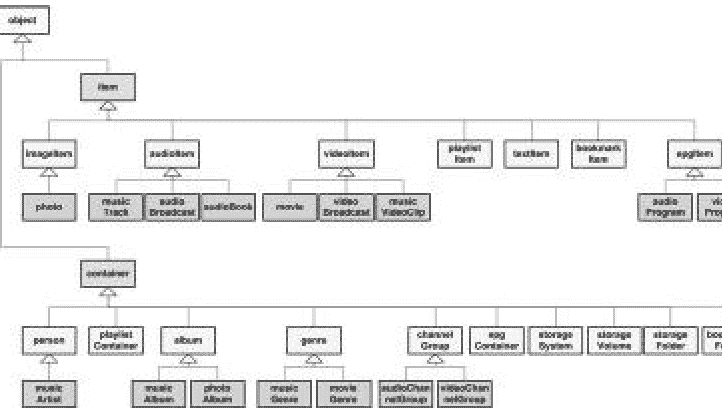 object
item
imageItem
audioItem
videoItem
playlist
Item
textItem
bookmark
Item
epgItem
photo
music
Track
audio
Broadcast
audioBook
movie
video
Broadcast
music
VideoClip
audio
Program
container
person
playlist
Container
album
genre
channel
Group
epg
Container
storage
System
storage
Volume
storage
Folder
music
Artist
music
Album
photo
Album
music
Genre
movie
Genre
audioChan
nelGroup
videoChan
nelGroup